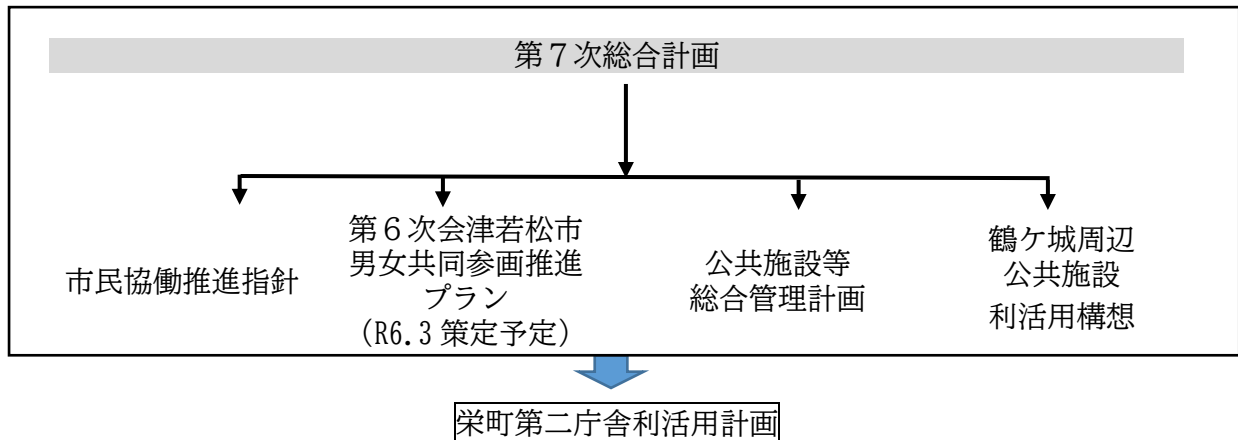 第７次総合計画
市民協働推進指針
第６次会津若松市
男女共同参画推進
プラン
（R6.3 策定予定）
公共施設等
総合管理計画
鶴ケ城周辺
公共施設
利活用構想
栄町第二庁舎利活用計画